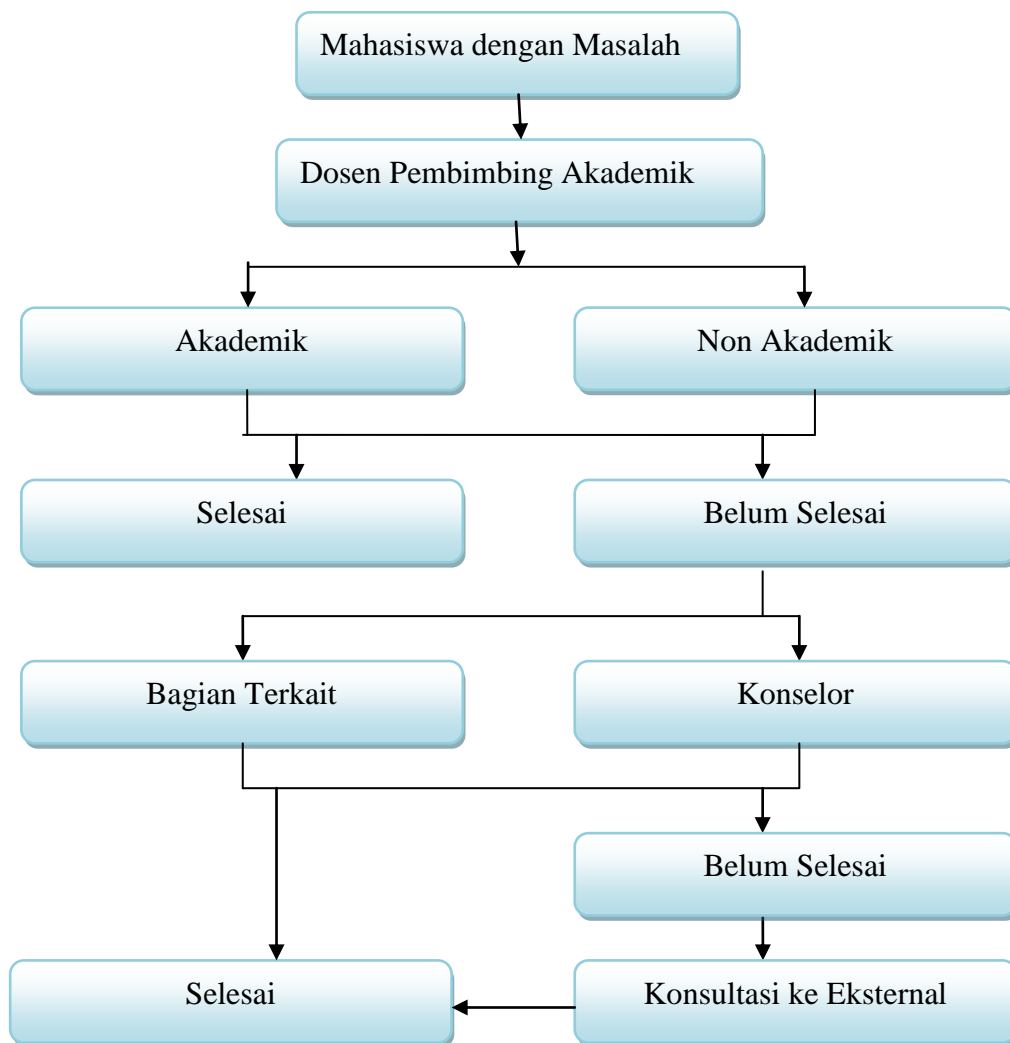 Mahasiswa dengan Masalah
Dosen Pembimbing Akademik
Akademik
Non Akademik
Selesai
Belum Selesai
Bagian Terkait
Konselor
Belum Selesai
Selesai
Konsultasi ke Eksternal